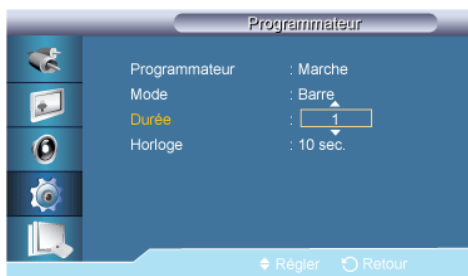 Programmateur
Programmateur : Marche
Mode : Barre
Durée : 1
Horloge : 10 sec.
Régler Retour